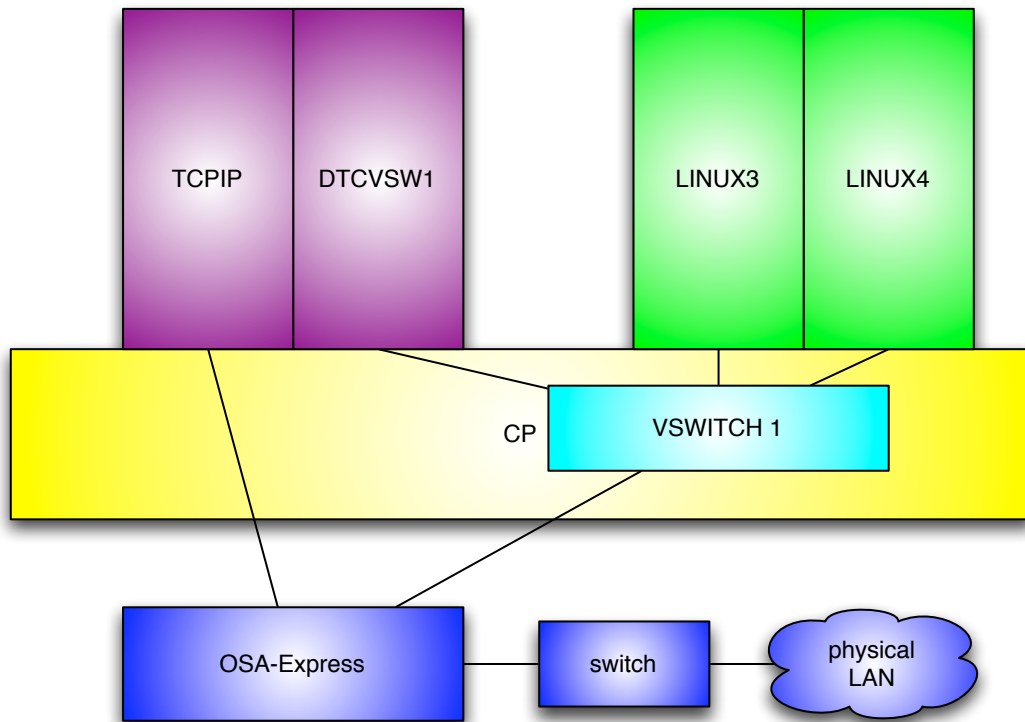 TCPIP
DTCVSW1
LINUX3
LINUX4
CP
VSWITCH 1
OSA-Express
switch
physical
LAN